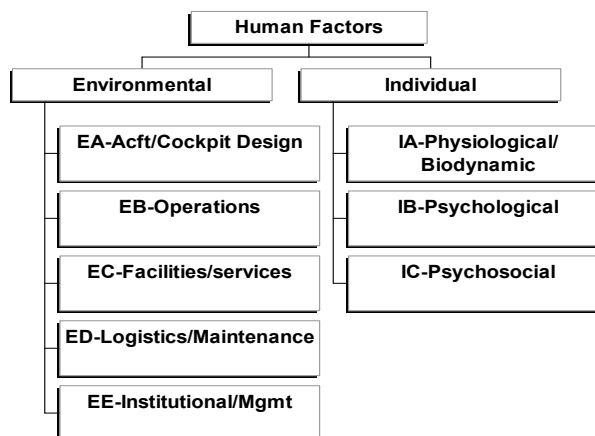 Human Factors
Environmental
Individual
EA-Acft/Cockpit Design
EB-Operations
EC-Facilities/services
ED-Logistics/Maintenance
EE-Institutional/Mgmt
IA-Physiological/
Biodynamic
IB-Psychological
IC-Psychosocial